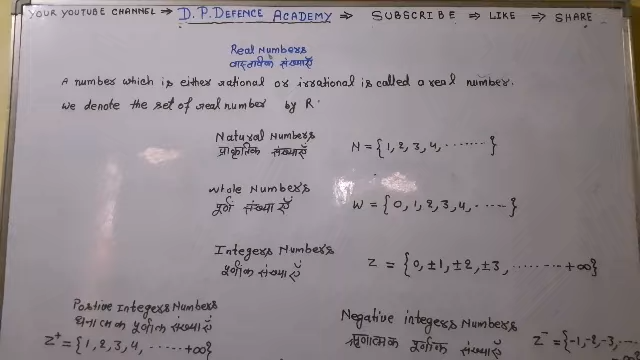 YOUR YOUTUBE CHANNEL ⇒ D.P. DEFENCE ACADEMY ⇒ SUBSCRIBE ⇒ LIKE ⇒ SHARE
Real Numbers
वास्तविक संख्याएँ
A number which is either rational or irrational is called a real number.
We denote the set of real number by R.
Natural Numbers
प्राकृतिक संख्याएँ
N = {1, 2, 3, 4, ........}
Whole Numbers
पूर्ण संख्याएँ
W = {0, 1, 2, 3, 4, ......}
Integers Numbers
पूर्णांक संख्याएँ
Z = {0, ±1, ±2, ±3, ......... +∞}
Postive Integers Numbers
धनात्मक पूर्णांक संख्याएँ
Z⁺ = {1, 2, 3, 4, ...... +∞}
Negative integers Numbers
ऋणात्मक पूर्णांक संख्याएँ
Z⁻ = {-1, -2, -3, ...